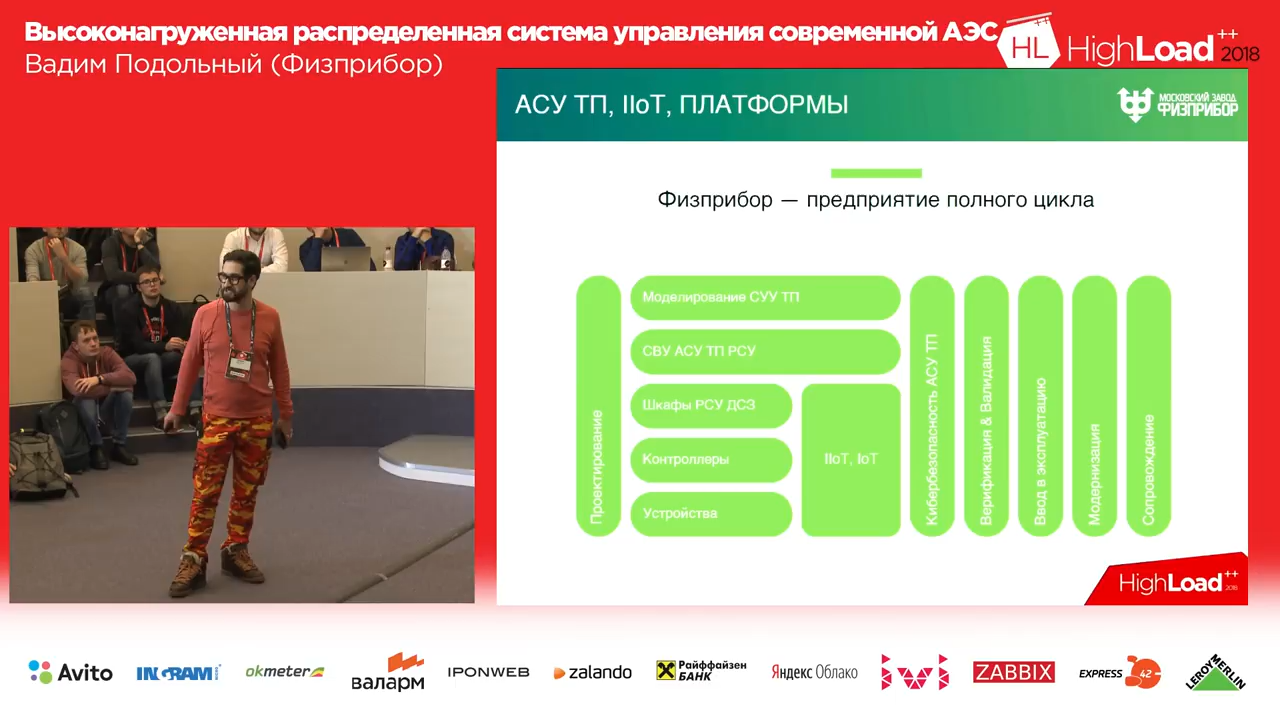 Высоконагруженная распределенная система управления современной АЭС
Вадим Подольный (Физприбор)
HL HighLoad++ 2018
АСУ ТП, IIoT, ПЛАТФОРМЫ
МОСКОВСКИЙ ЗАВОД
ФИЗПРИБОР
Физприбор — предприятие полного цикла
Проектирование
Моделирование СУУ ТП
СВУ АСУ ТП РСУ
Шкафы РСУ ДСЗ
Контроллеры
Устройства
IIoT, IoT
Кибербезопасность АСУ ТП
Верификация & Валидация
Ввод в эксплуатацию
Модернизация
Сопровождение
HighLoad++ 2018
Avito
INGRAM
okmeter
валарм
IPONWEB
zalando
Райффайзен
БАНК
Яндекс Облако
ivi
ZABBIX
EXPRESS 42
LEROY MERLIN